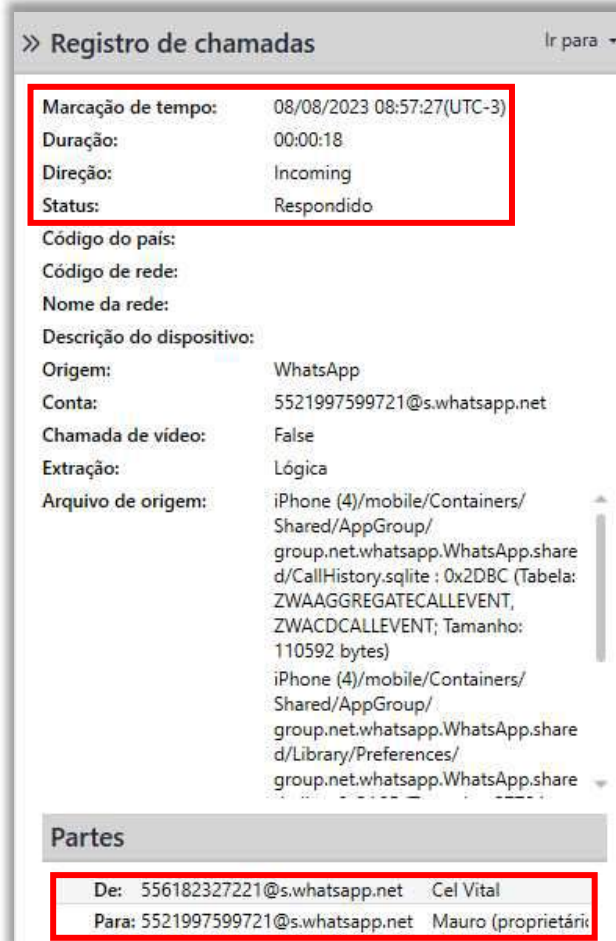 » Registro de chamadas Ir para
Marcação de tempo: 08/08/2023 08:57:27(UTC-3)
Duração: 00:00:18
Direção: Incoming
Status: Respondido
Código do país:
Código de rede:
Nome da rede:
Descrição do dispositivo:
Origem: WhatsApp
Conta: 5521997599721@s.whatsapp.net
Chamada de vídeo: False
Extração: Lógica
Arquivo de origem: iPhone (4)/mobile/Containers/
Shared/AppGroup/
group.net.whatsapp.WhatsApp.share
d/CallHistory.sqlite : 0x2DBC (Tabela:
ZWAAGGREGATECALLEVENT,
ZWACDCALLEVENT; Tamanho:
110592 bytes)
iPhone (4)/mobile/Containers/
Shared/AppGroup/
group.net.whatsapp.WhatsApp.share
d/Library/Preferences/
group.net.whatsapp.WhatsApp.share
Partes
De: 556182327221@s.whatsapp.net Cel Vital
Para: 5521997599721@s.whatsapp.net Mauro (proprietári